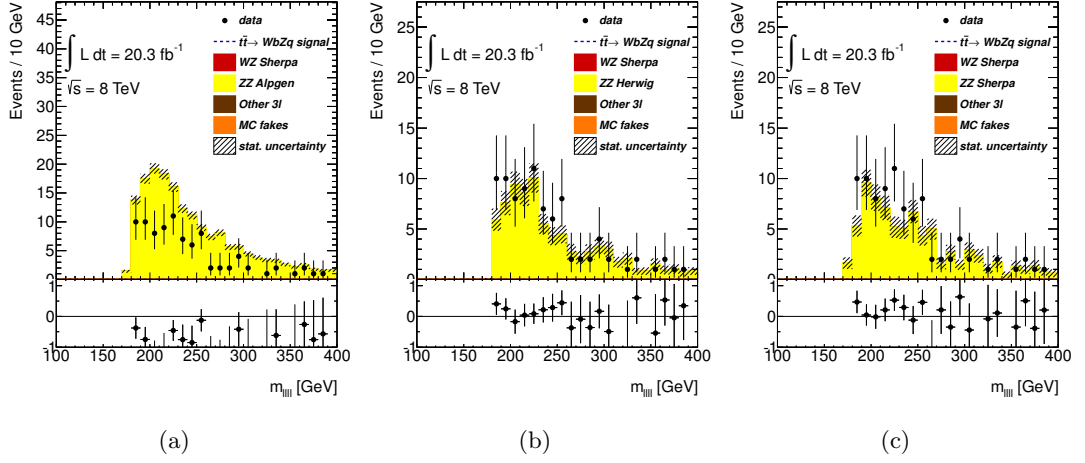 Events / 10 GeV
45
40
35
30
25
20
15
10
5
0
∫ L dt = 20.3 fb⁻¹
√s = 8 TeV
data
tt̄→ WbZq signal
WZ Sherpa
ZZ Alpgen
Other 3l
MC fakes
stat. uncertainty
1
0
-1
100 150 200 250 300 350 400
m_llll [GeV]
(a)
Events / 10 GeV
25
20
15
10
5
0
∫ L dt = 20.3 fb⁻¹
√s = 8 TeV
data
tt̄→ WbZq signal
WZ Sherpa
ZZ Herwig
Other 3l
MC fakes
stat. uncertainty
1
0
-1
100 150 200 250 300 350 400
m_llll [GeV]
(b)
Events / 10 GeV
25
20
15
10
5
0
∫ L dt = 20.3 fb⁻¹
√s = 8 TeV
data
tt̄→ WbZq signal
WZ Sherpa
ZZ Sherpa
Other 3l
MC fakes
stat. uncertainty
1
0
-1
100 150 200 250 300 350 400
m_llll [GeV]
(c)